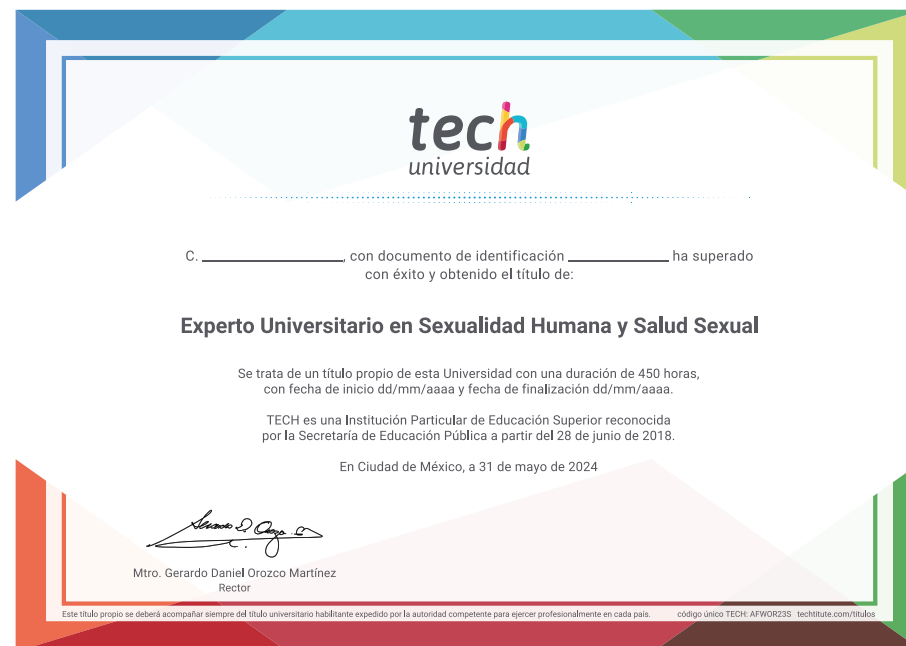 tech
universidad
C. ____________, con documento de identificación ____________ ha superado
con éxito y obtenido el título de:
Experto Universitario en Sexualidad Humana y Salud Sexual
Se trata de un título propio de esta Universidad con una duración de 450 horas,
con fecha de inicio dd/mm/aaaa y fecha de finalización dd/mm/aaaa.
TECH es una Institución Particular de Educación Superior reconocida
por la Secretaría de Educación Pública a partir del 28 de junio de 2018.
En Ciudad de México, a 31 de mayo de 2024
Mtro. Gerardo Daniel Orozco Martínez
Rector
Este título propio se deberá acompañar siempre del título universitario habilitante expedido por la autoridad competente para ejercer profesionalmente en cada país. código único TECH: AFWOR23S techtitute.com/titulos